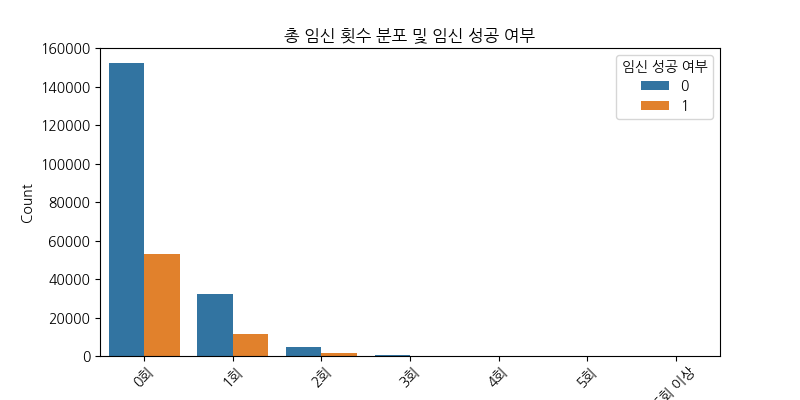 총 임신 횟수 분포 및 임신 성공 여부
임신 성공 여부
0
1
Count
160000
140000
120000
100000
80000
60000
40000
20000
0
0회
1회
2회
3회
4회
5회
이상